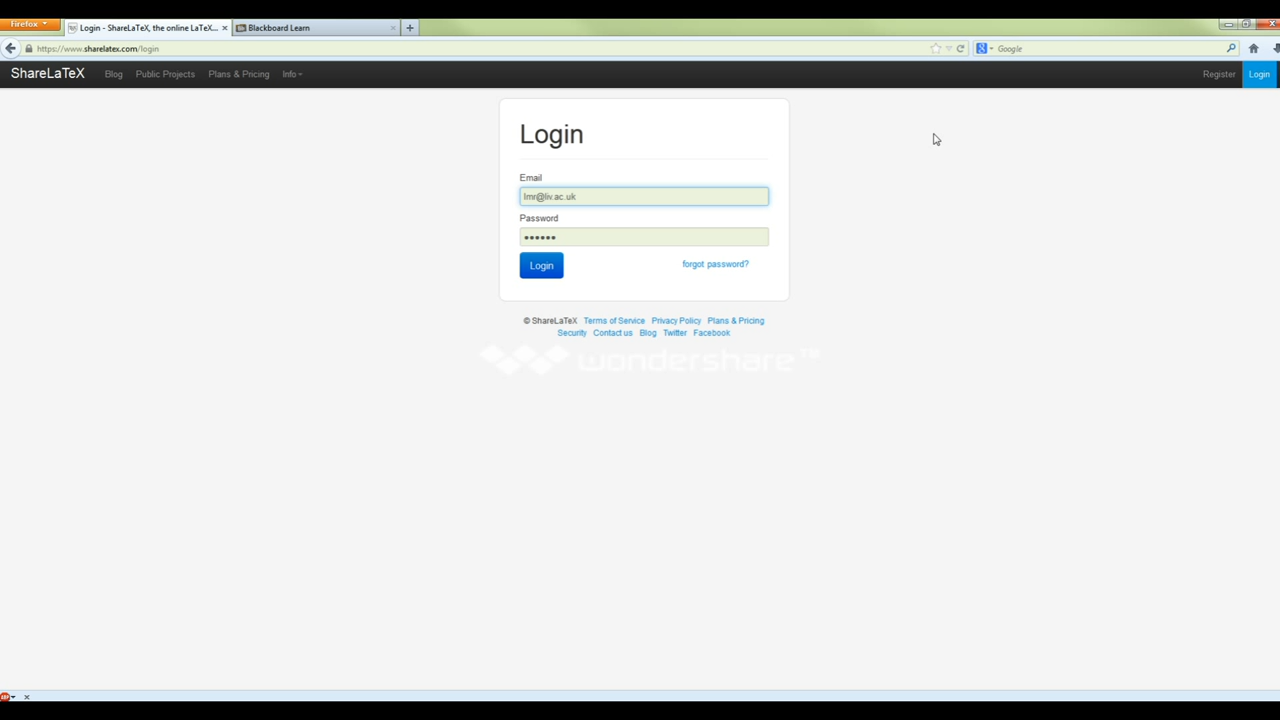 Firefox
Login - ShareLaTeX, the online LaTeX...
Blackboard Learn
https://www.sharelatex.com/login
Google
ShareLaTeX Blog Public Projects Plans & Pricing Info Register Login
Login
Email
lmr@liv.ac.uk
Password
••••••
Login forgot password?
© ShareLaTeX Terms of Service Privacy Policy Plans & Pricing
Security Contact us Blog Twitter Facebook
wondershare™